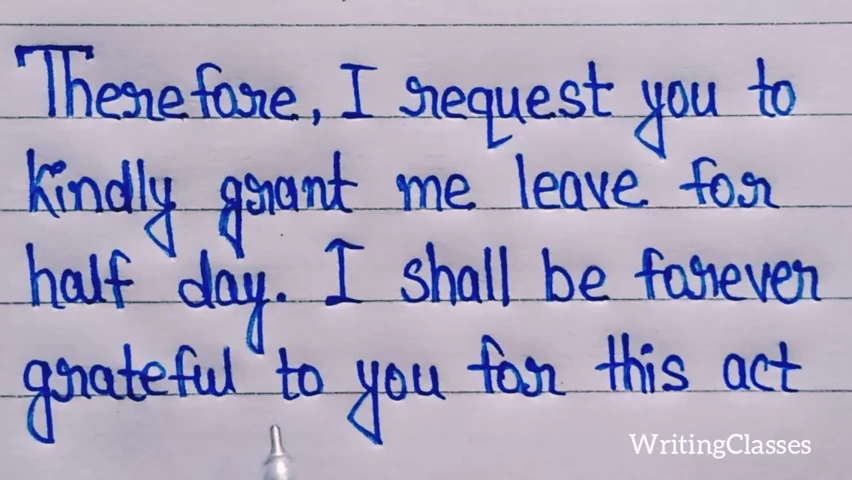 Therefore, I request you to
kindly grant me leave for
half day. I shall be forever
grateful to you for this act
WritingClasses